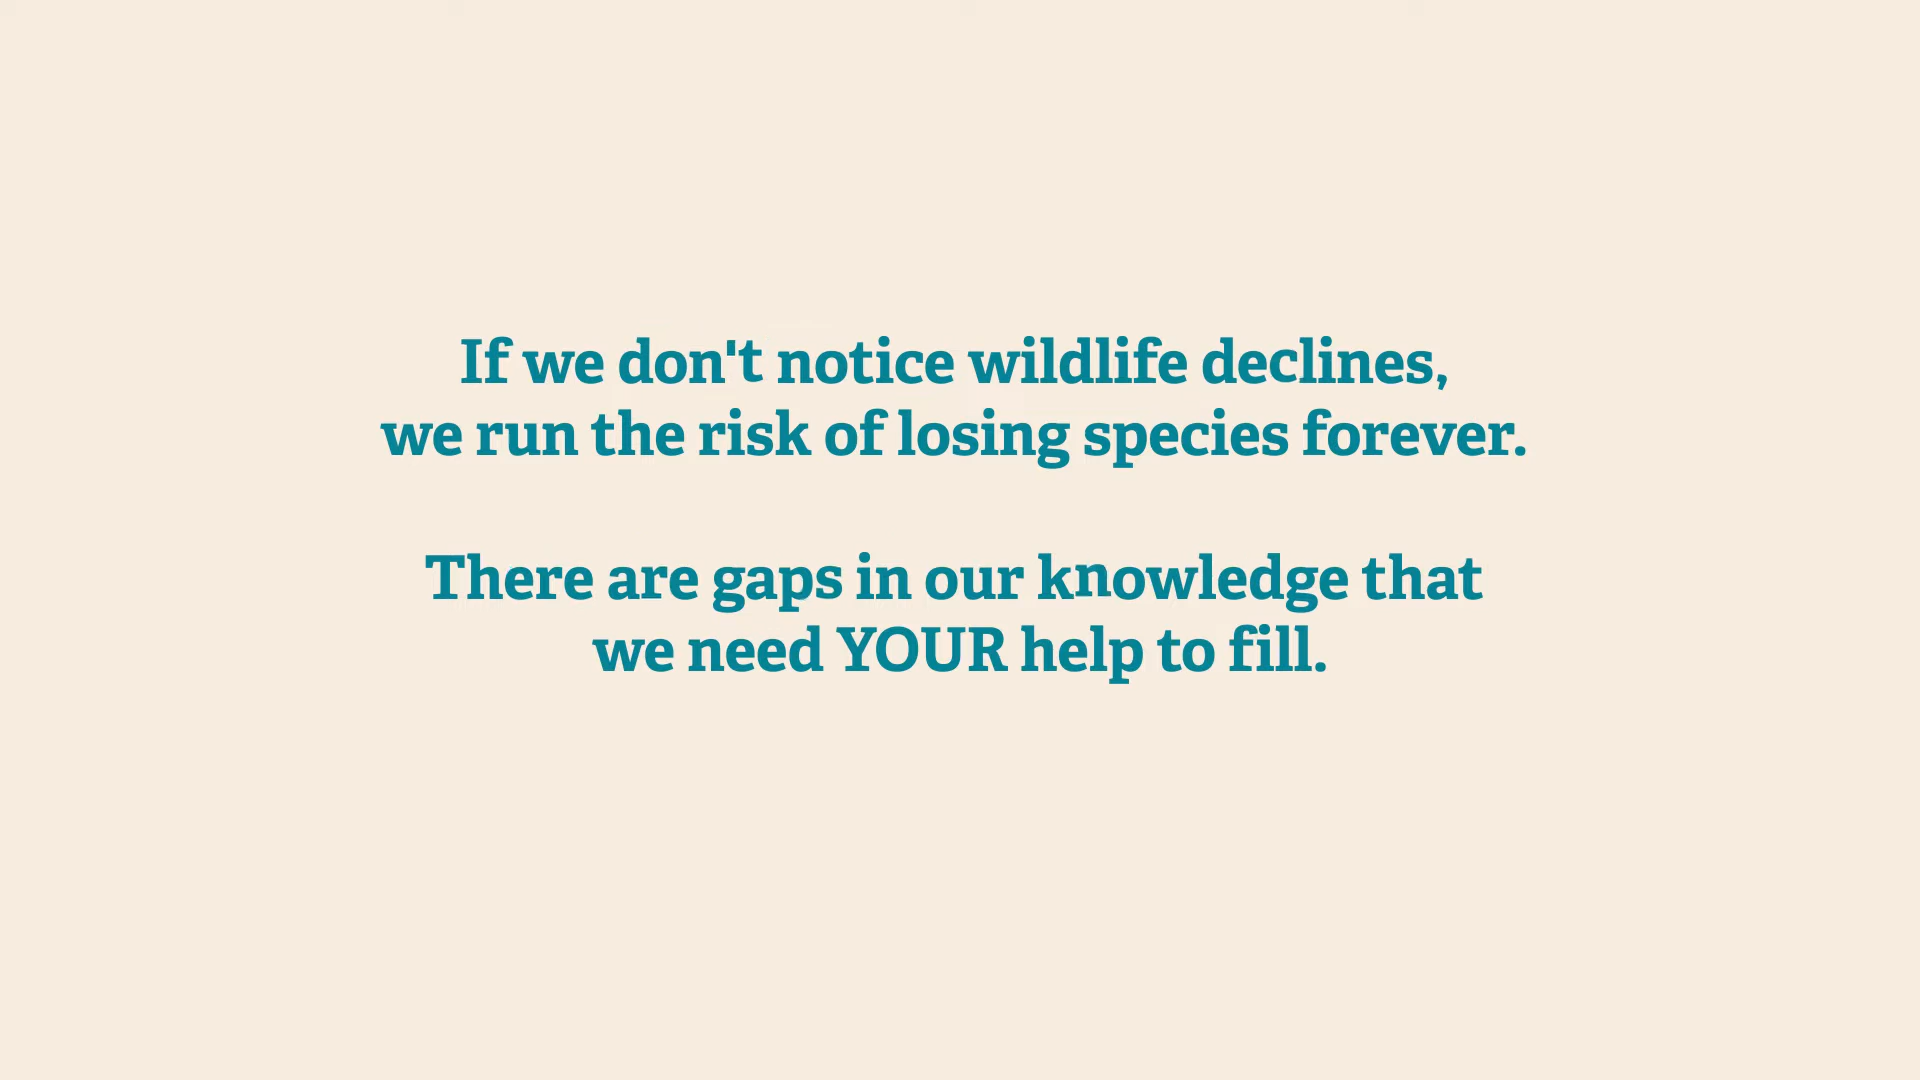 If we don't notice wildlife declines,
we run the risk of losing species forever.
There are gaps in our knowledge that
we need YOUR help to fill.